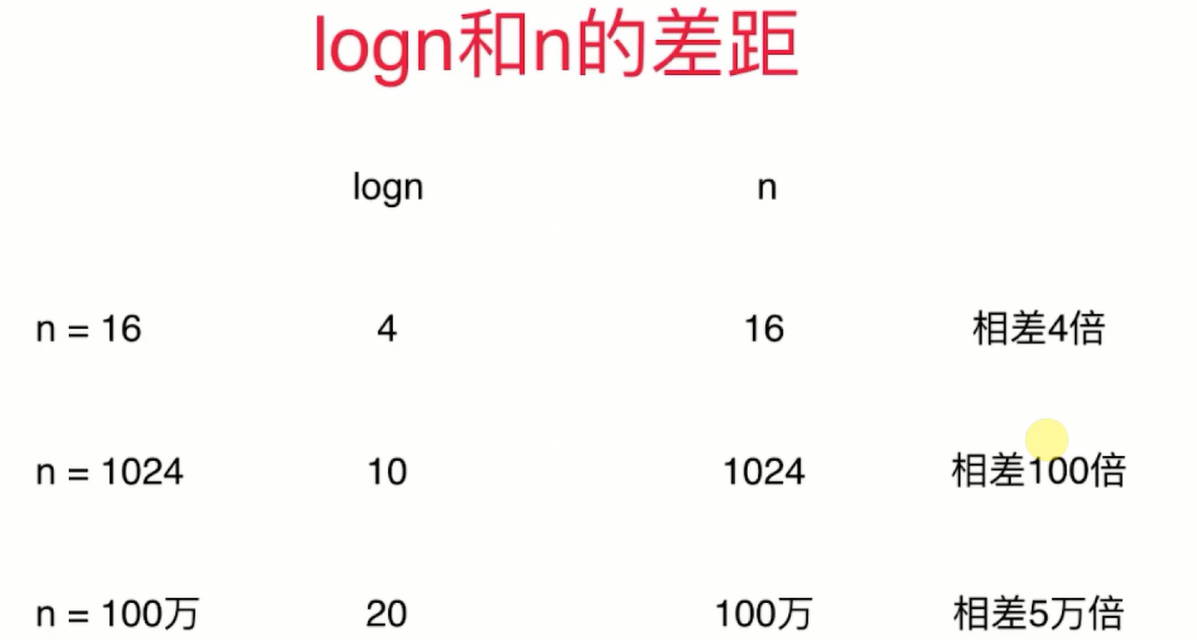 logn和n的差距
logn n
n = 16 4 16 相差4倍
n = 1024 10 1024 相差100倍
n = 100万 20 100万 相差5万倍